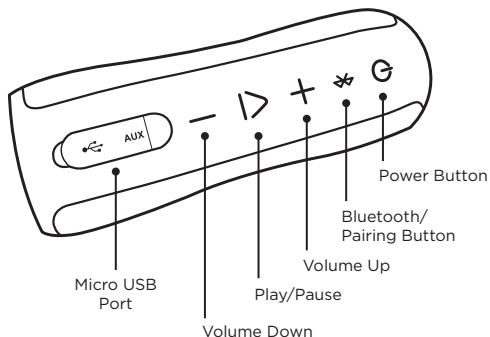 AUX
Power Button
Bluetooth/
Pairing Button
Volume Up
Play/Pause
Micro USB
Port
Volume Down